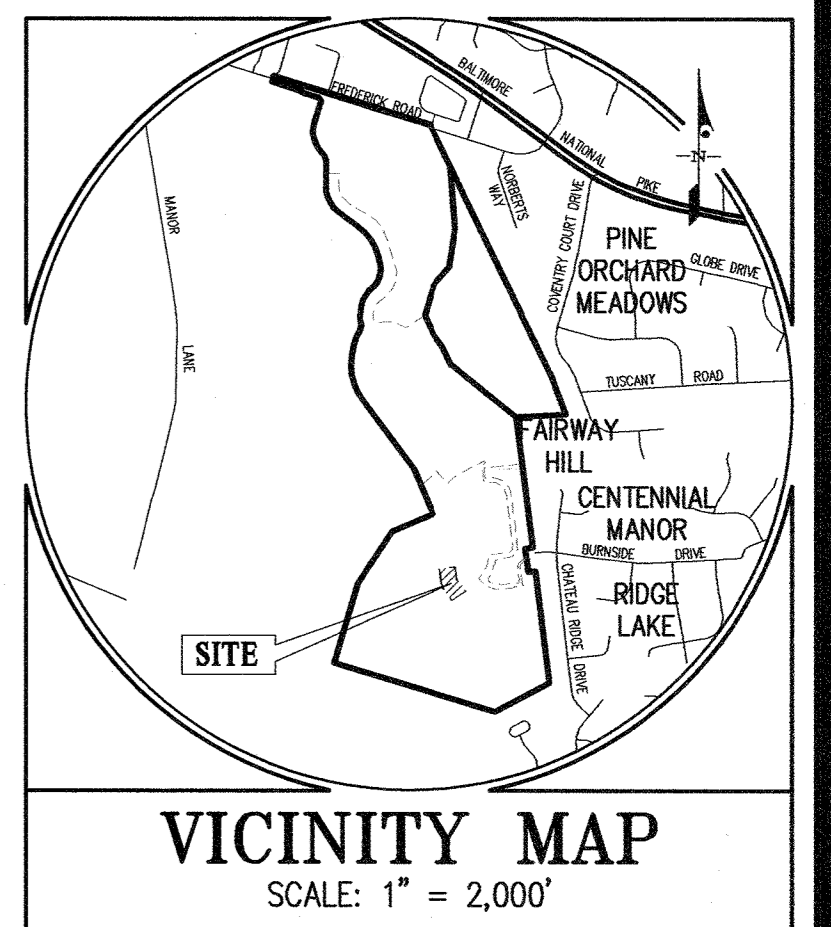 BALTIMORE
NATIONAL
PIKE
FREDERICK ROAD
-N-
NORBERTS
WAY
MANOR
LANE
COVENTRY COURT DRIVE
PINE
ORCHARD
MEADOWS
GLOBE DRIVE
TUSCANY ROAD
FAIRWAY
HILL
CENTENNIAL
MANOR
BURNSIDE DRIVE
CHATEAU RIDGE DRIVE
RIDGE
LAKE
SITE
VICINITY MAP
SCALE: 1" = 2,000'